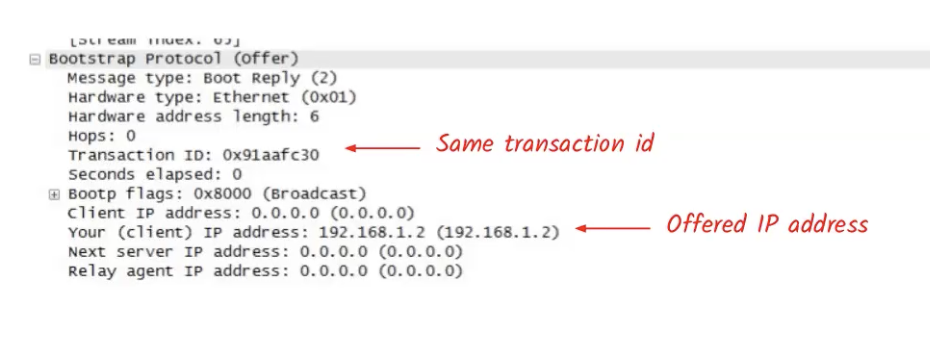 [Stream index: 65]
Bootstrap Protocol (Offer)
Message type: Boot Reply (2)
Hardware type: Ethernet (0x01)
Hardware address length: 6
Hops: 0
Transaction ID: 0x91aafc30
Same transaction id
Seconds elapsed: 0
Bootp flags: 0x8000 (Broadcast)
Client IP address: 0.0.0.0 (0.0.0.0)
Your (client) IP address: 192.168.1.2 (192.168.1.2)
Offered IP address
Next server IP address: 0.0.0.0 (0.0.0.0)
Relay agent IP address: 0.0.0.0 (0.0.0.0)